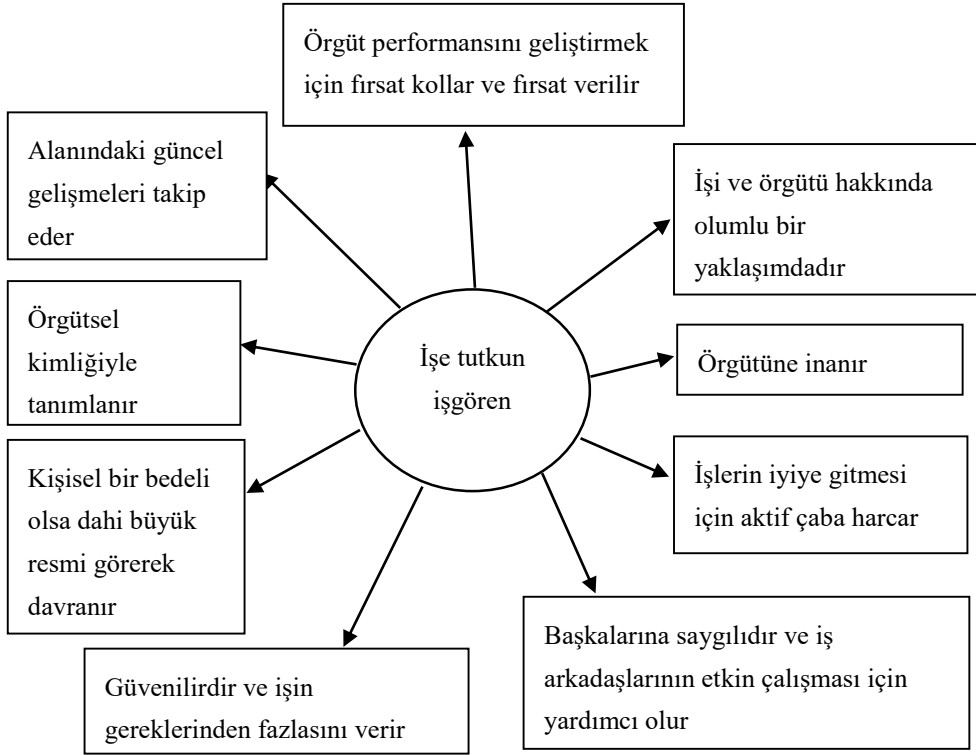 Örgüt performansını geliştirmek
için fırsat kollar ve fırsat verilir
Alanındaki güncel
gelişmeleri takip
eder
İşi ve örgütü hakkında
olumlu bir
yaklaşımdadır
Örgütsel
kimliğiyle
tanımlanır
İşe tutkun
işgören
Örgütüne inanır
Kişisel bir bedeli
olsa dahi büyük
resmi görerek
davranır
İşlerin iyiye gitmesi
için aktif çaba harcar
Güvenilirdir ve işin
gereklerinden fazlasını verir
Başkalarına saygılıdır ve iş
arkadaşlarının etkin çalışması için
yardımcı olur